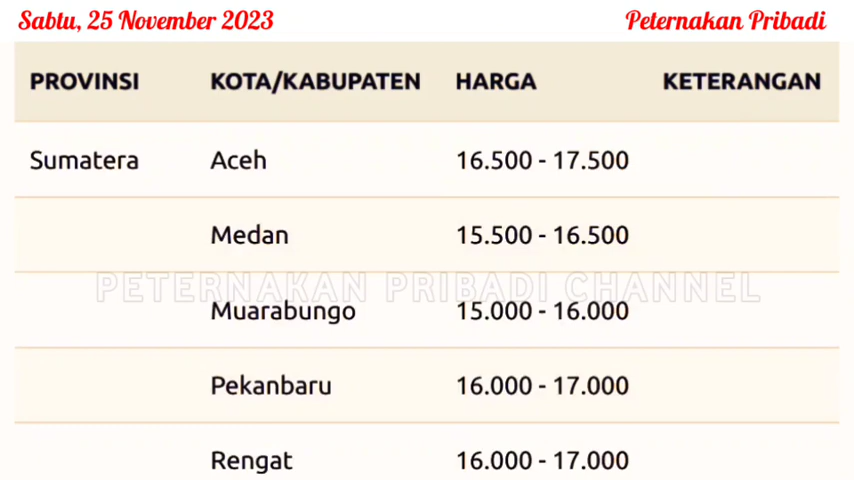 Sabtu, 25 November 2023 Peternakan Pribadi
PROVINSI KOTA/KABUPATEN HARGA KETERANGAN
Sumatera Aceh 16.500 - 17.500
Medan 15.500 - 16.500
PETERNAKAN PRIBADI CHANNEL
Muarabungo 15.000 - 16.000
Pekanbaru 16.000 - 17.000
Rengat 16.000 - 17.000